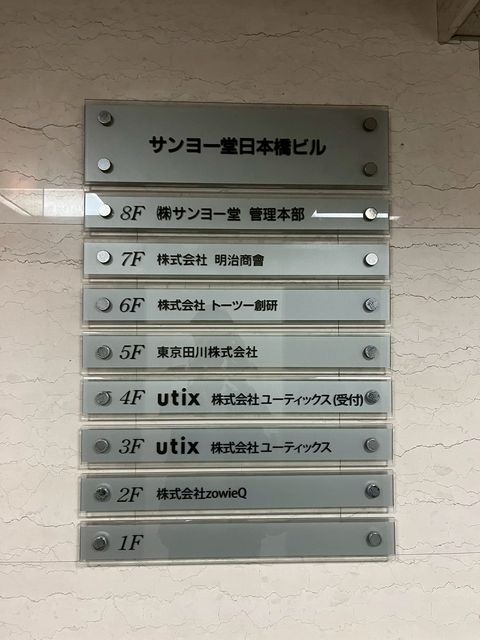 サンヨー堂日本橋ビル
8F ㈱サンヨー堂 管理本部
7F 株式会社 明治商會
6F 株式会社 トーツー創研
5F 東京田川株式会社
4F utix 株式会社ユーティックス(受付)
3F utix 株式会社ユーティックス
2F 株式会社zowieQ
1F